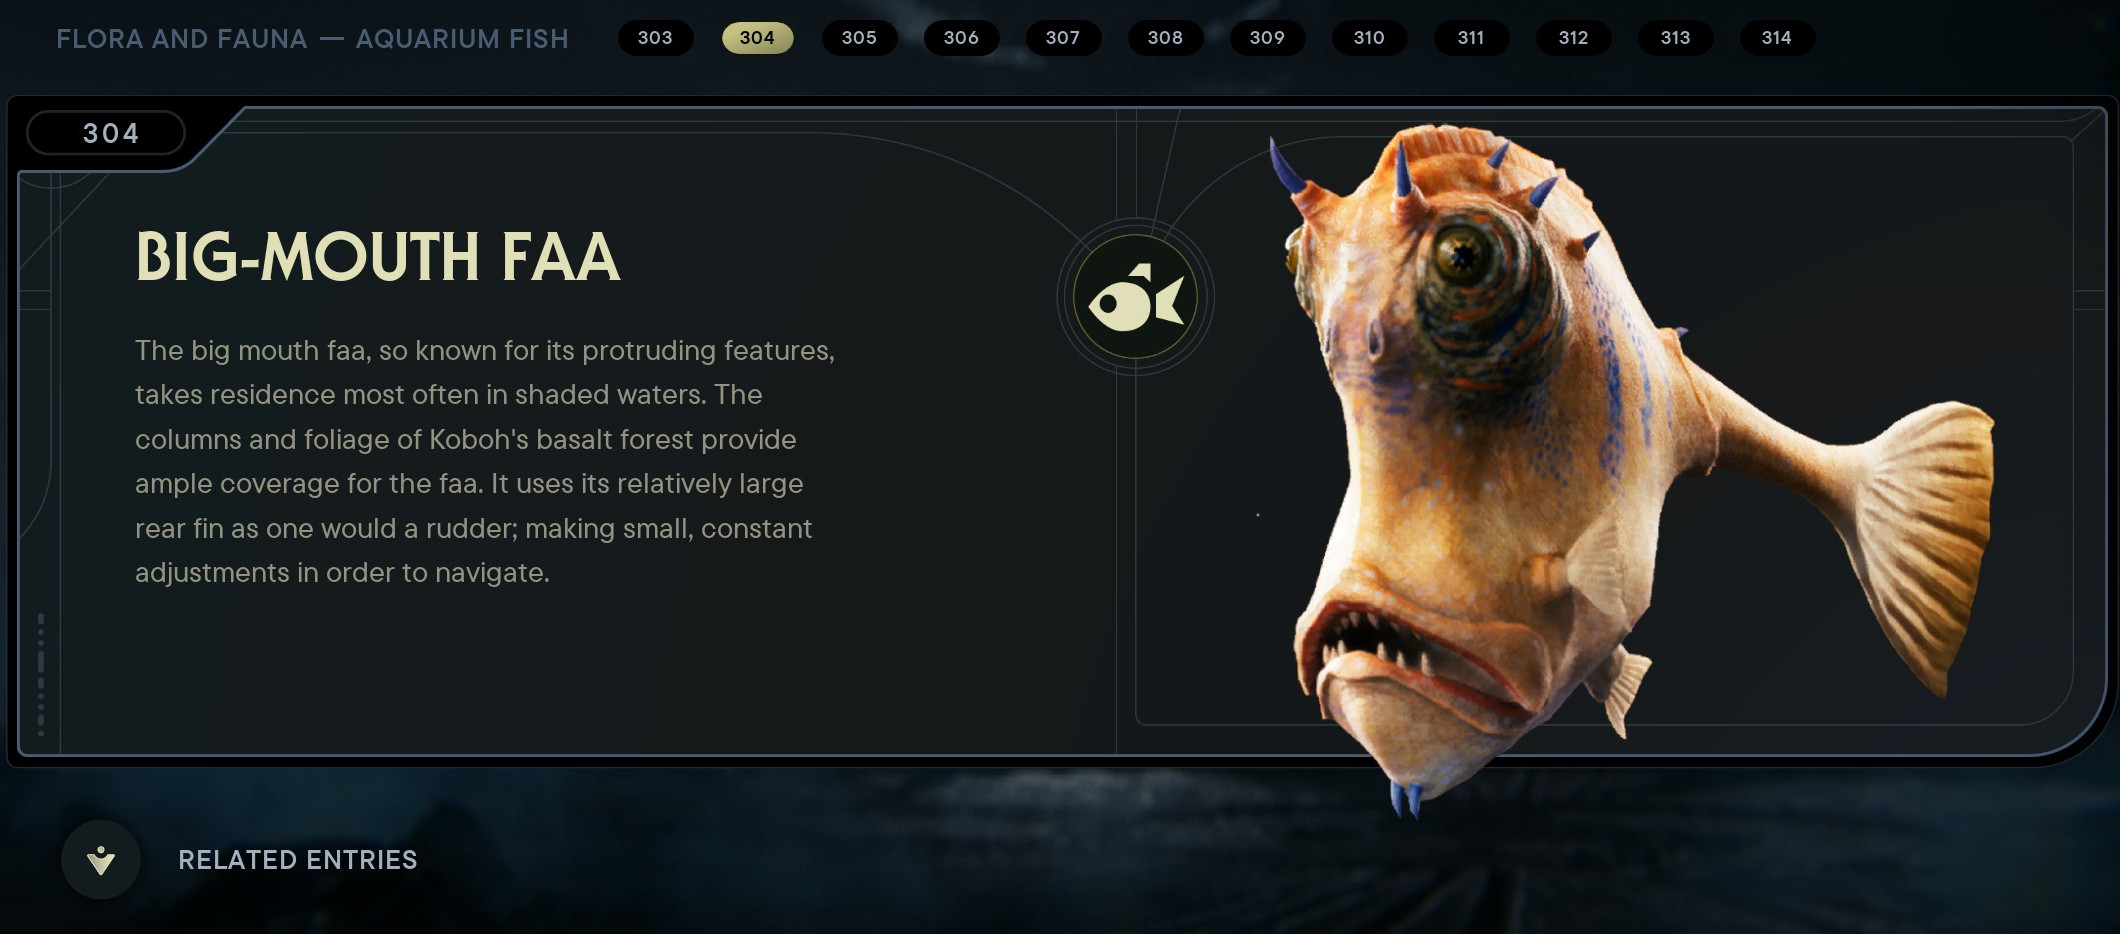 FLORA AND FAUNA — AQUARIUM FISH 303 304 305 306 307 308 309 310 311 312 313 314
304
BIG-MOUTH FAA
The big mouth faa, so known for its protruding features,
takes residence most often in shaded waters. The
columns and foliage of Koboh's basalt forest provide
ample coverage for the faa. It uses its relatively large
rear fin as one would a rudder; making small, constant
adjustments in order to navigate.
RELATED ENTRIES